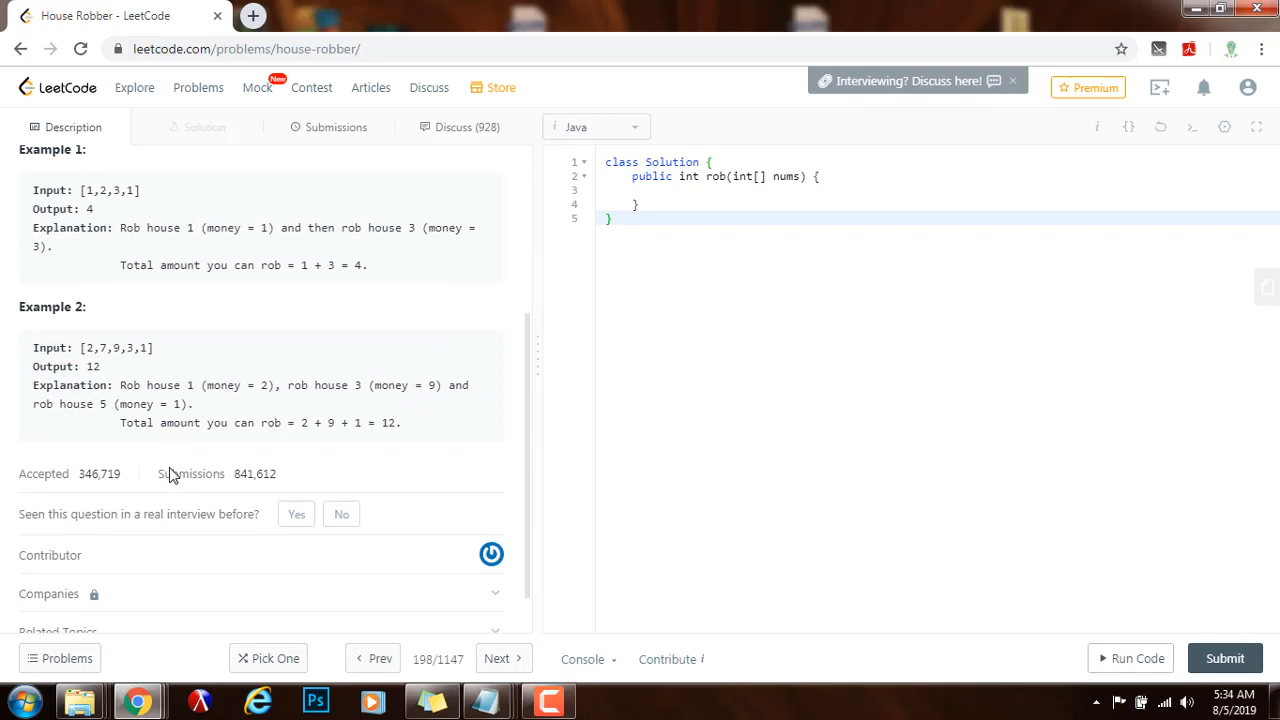 House Robber - LeetCode
leetcode.com/problems/house-robber/
LeetCode Explore Problems Mock New Contest Articles Discuss Store
Interviewing? Discuss here!
Premium
Description Solution Submissions Discuss (928)
i Java
Example 1:
Input: [1,2,3,1]
Output: 4
Explanation: Rob house 1 (money = 1) and then rob house 3 (money =
3).
Total amount you can rob = 1 + 3 = 4.
Example 2:
Input: [2,7,9,3,1]
Output: 12
Explanation: Rob house 1 (money = 2), rob house 3 (money = 9) and
rob house 5 (money = 1).
Total amount you can rob = 2 + 9 + 1 = 12.
Accepted 346,719 Submissions 841,612
Seen this question in a real interview before? Yes No
Contributor
Companies
Related Topics
1 class Solution {
2 public int rob(int[] nums) {
3
4 }
5 }
Problems Pick One Prev 198/1147 Next Console Contribute i Run Code Submit
Ps
5:34 AM
8/5/2019